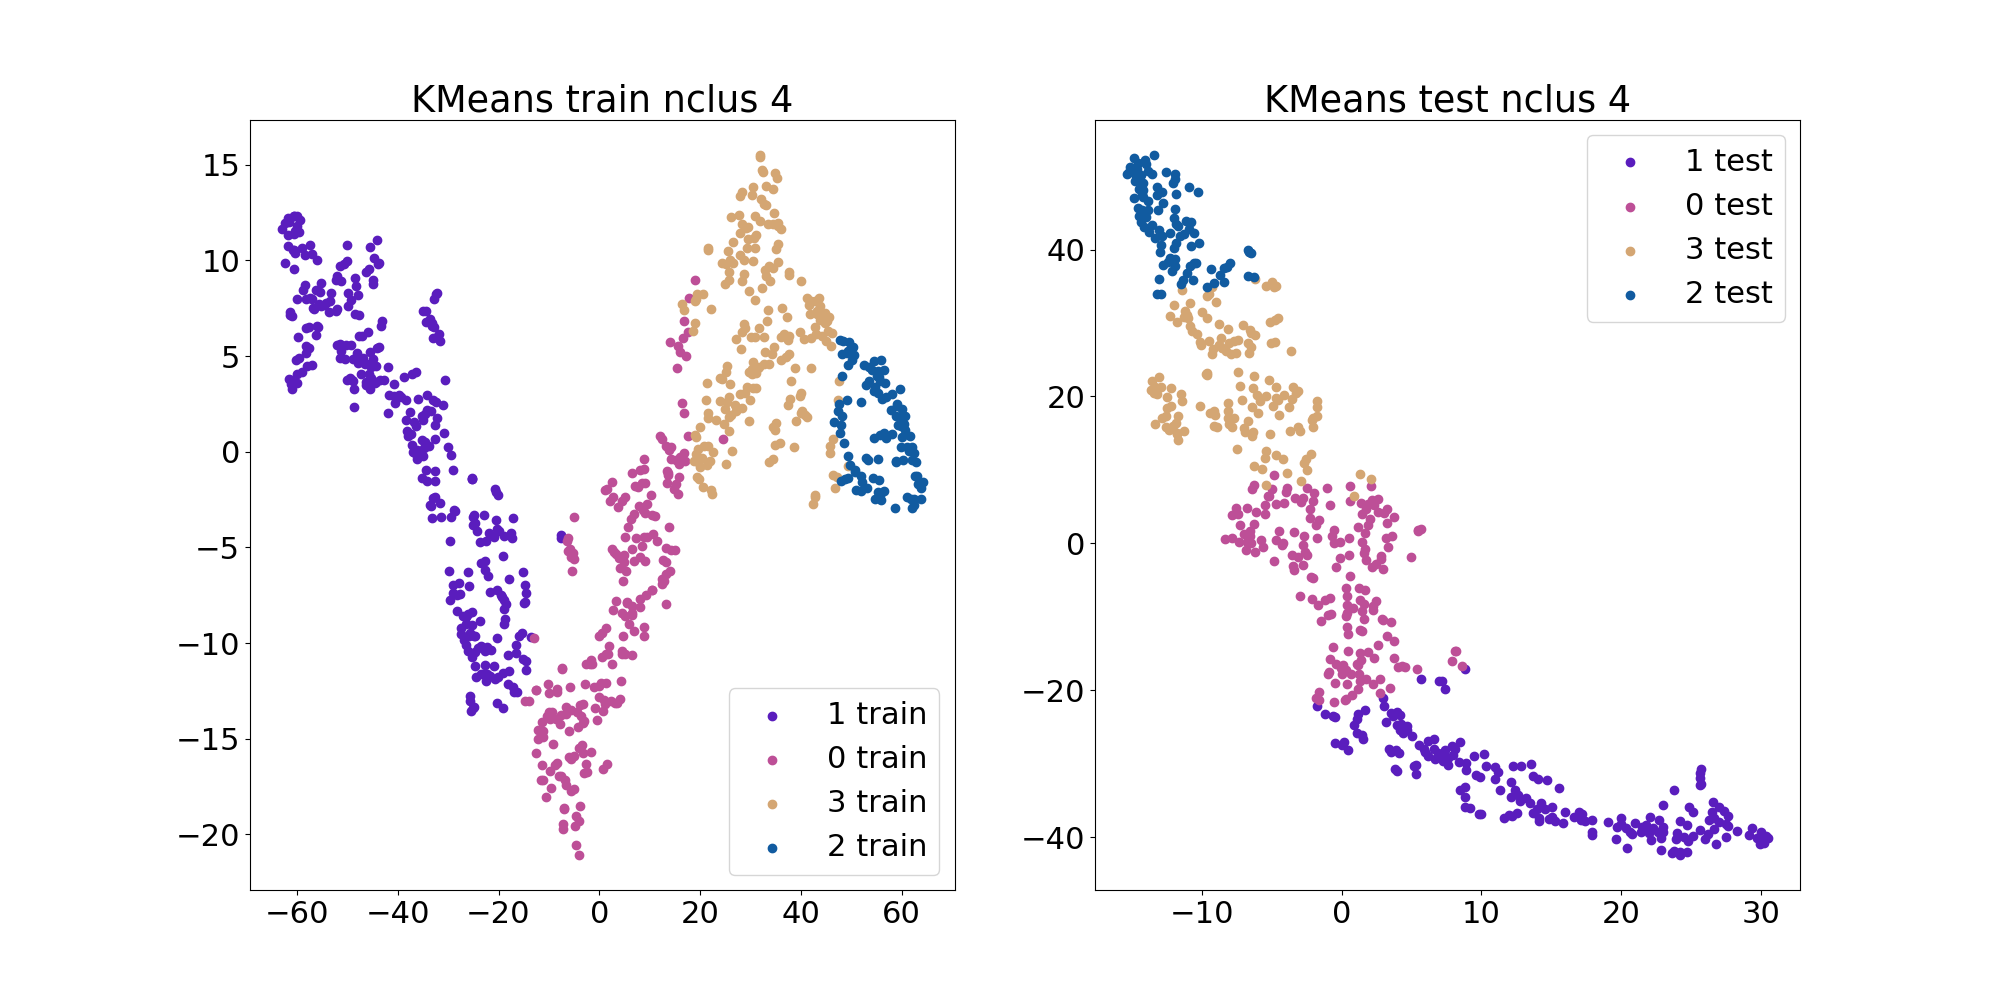 KMeans train nclus 4
15
10
5
0
−5
−10
−15
−20
−60 −40 −20 0 20 40 60
1 train
0 train
3 train
2 train
KMeans test nclus 4
40
20
0
−20
−40
−10 0 10 20 30
1 test
0 test
3 test
2 test